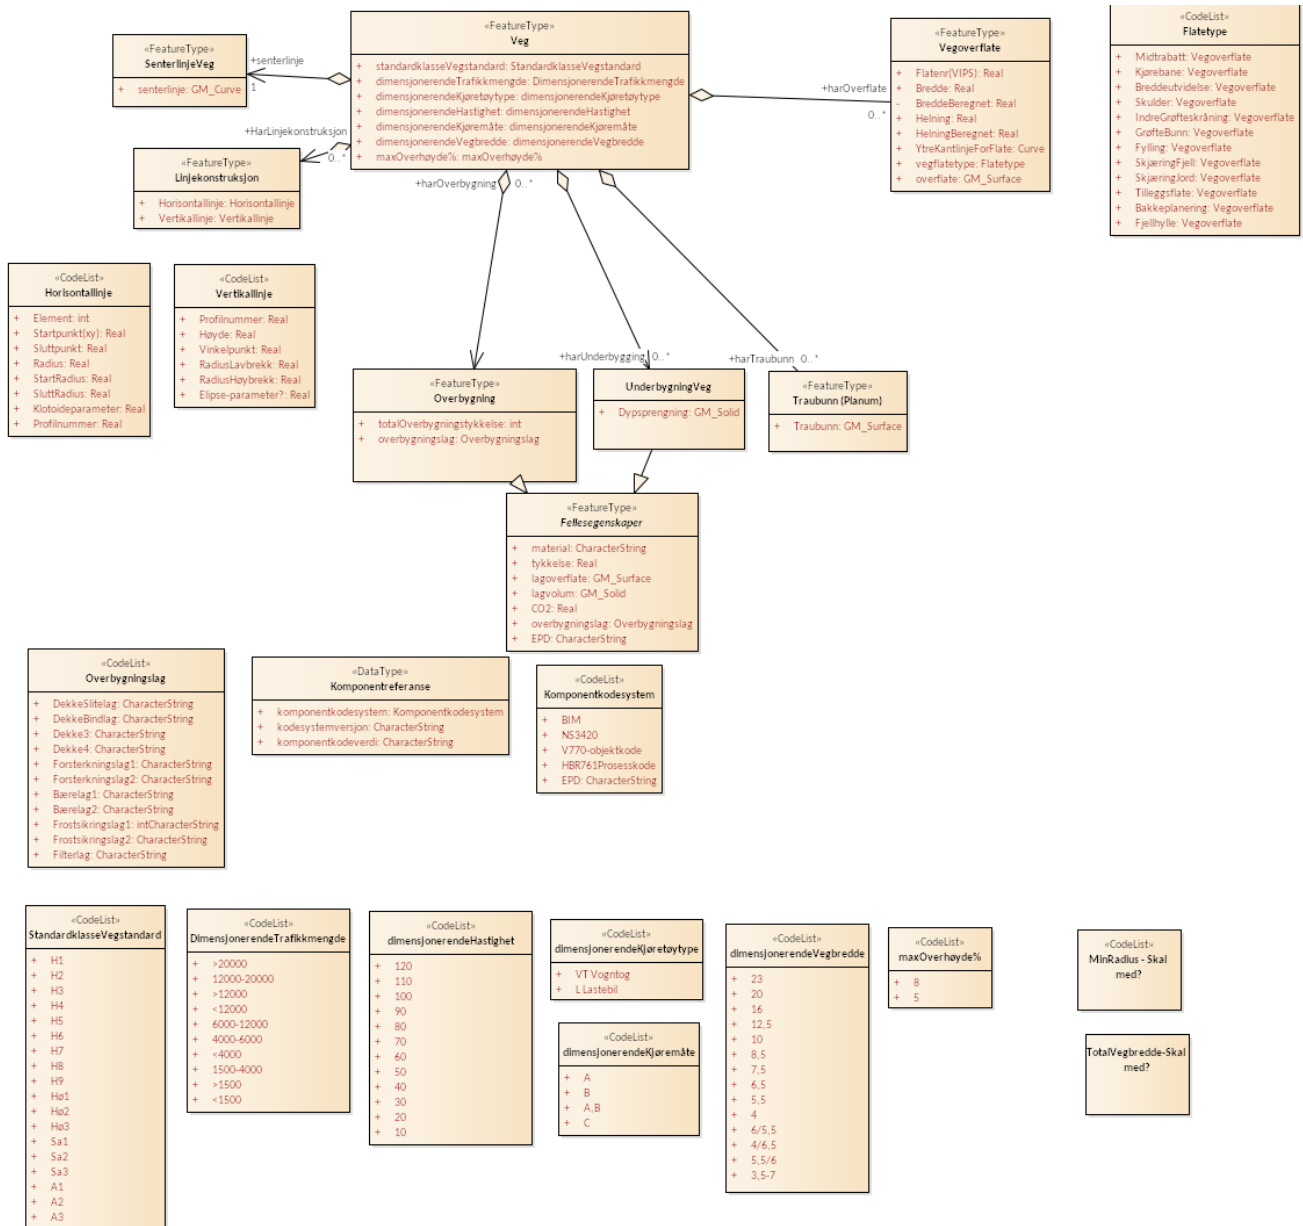 «FeatureType»
SenterlinjeVeg
+ senterlinje: GM_Curve
+senterlinje
1
«FeatureType»
Veg
+ standardklasseVegstandard: StandardklasseVegstandard
+ dimensjonerendeTrafikkmengde: DimensjonerendeTrafikkmengde
+ dimensjonerendeKjøretøytype: dimensjonerendeKjøretøytype
+ dimensjonerendeHastighet: dimensjonerendeHastighet
+ dimensjonerendeKjøremåte: dimensjonerendeKjøremåte
+ dimensjonerendeVegbredde: dimensjonerendeVegbredde
+ maxOverhøyde%: maxOverhøyde%
+harOverflate
0..*
«FeatureType»
Vegoverflate
+ Flatenr(VIPS): Real
+ Bredde: Real
- BreddeBeregnet: Real
+ Helning: Real
+ HelningBeregnet: Real
+ YtreKantlinjeForFlate: Curve
+ vegflatetype: Flatetype
+ overflate: GM_Surface
«CodeList»
Flatetype
+ Midtrabatt: Vegoverflate
+ Kjørebane: Vegoverflate
+ Breddeutvidelse: Vegoverflate
+ Skulder: Vegoverflate
+ IndreGrøfteskråning: Vegoverflate
+ GrøfteBunn: Vegoverflate
+ Fylling: Vegoverflate
+ SkjæringFjell: Vegoverflate
+ SkjæringJord: Vegoverflate
+ Tilleggsflate: Vegoverflate
+ Bakkeplanering: Vegoverflate
+ Fjellhylle: Vegoverflate
+HarLinjekonstruksjon
0..*
«FeatureType»
Linjekonstruksjon
+ Horisontallinje: Horisontallinje
+ Vertikallinje: Vertikallinje
+harOverbygning 0..*
«CodeList»
Horisontallinje
+ Element: int
+ Startpunkt(xy): Real
+ Sluttpunkt: Real
+ Radius: Real
+ StartRadius: Real
+ SluttRadius: Real
+ Klotoideparameter: Real
+ Profilnummer: Real
«CodeList»
Vertikallinje
+ Profilnummer: Real
+ Høyde: Real
+ Vinkelpunkt: Real
+ RadiusLavbrekk: Real
+ RadiusHøybrekk: Real
+ Elipse-parameter?: Real
+harUnderbygging 0..*
+harTraubunn 0..*
«FeatureType»
Overbygning
+ totalOverbygningstykkelse: int
+ overbygningslag: Overbygningslag
UnderbygningVeg
+ Dypsprengning: GM_Solid
«FeatureType»
Traubunn (Planum)
+ Traubunn: GM_Surface
«FeatureType»
Fellesegenskaper
+ material: CharacterString
+ tykkelse: Real
+ lagoverflate: GM_Surface
+ lagvolum: GM_Solid
+ CO2: Real
+ overbygningslag: Overbygningslag
+ EPD: CharacterString
«CodeList»
Overbygningslag
+ DekkeSlitelag: CharacterString
+ DekkeBindlag: CharacterString
+ Dekke3: CharacterString
+ Dekke4: CharacterString
+ Forsterkningslag1: CharacterString
+ Forsterkningslag2: CharacterString
+ Bærelag1: CharacterString
+ Bærelag2: CharacterString
+ Frostsikringslag1: intCharacterString
+ Frostsikringslag2: CharacterString
+ Filterlag: CharacterString
«DataType»
Komponentreferanse
+ komponentkodesystem: Komponentkodesystem
+ kodesystemversjon: CharacterString
+ komponentkodeverdi: CharacterString
«CodeList»
Komponentkodesystem
+ BIM
+ NS3420
+ V770-objektkode
+ HBR761Prosesskode
+ EPD: CharacterString
«CodeList»
StandardklasseVegstandard
+ H1
+ H2
+ H3
+ H4
+ H5
+ H6
+ H7
+ H8
+ H9
+ Hø1
+ Hø2
+ Hø3
+ Sa1
+ Sa2
+ Sa3
+ A1
+ A2
+ A3
«CodeList»
DimensjonerendeTrafikkmengde
+ >20000
+ 12000-20000
+ >12000
+ <12000
+ 6000-12000
+ 4000-6000
+ <4000
+ 1500-4000
+ >1500
+ <1500
«CodeList»
dimensjonerendeHastighet
+ 120
+ 110
+ 100
+ 90
+ 80
+ 70
+ 60
+ 50
+ 40
+ 30
+ 20
+ 10
«CodeList»
dimensjonerendeKjøretøytype
+ VT Vogntog
+ L Lastebil
«CodeList»
dimensjonerendeKjøremåte
+ A
+ B
+ A,B
+ C
«CodeList»
dimensjonerendeVegbredde
+ 23
+ 20
+ 16
+ 12,5
+ 10
+ 8,5
+ 7,5
+ 6,5
+ 5,5
+ 4
+ 6/5,5
+ 4/6,5
+ 5,5/6
+ 3,5-7
«CodeList»
maxOverhøyde%
+ 8
+ 5
«CodeList»
MinRadius - Skal
med?
TotalVegbredde-Skal
med?